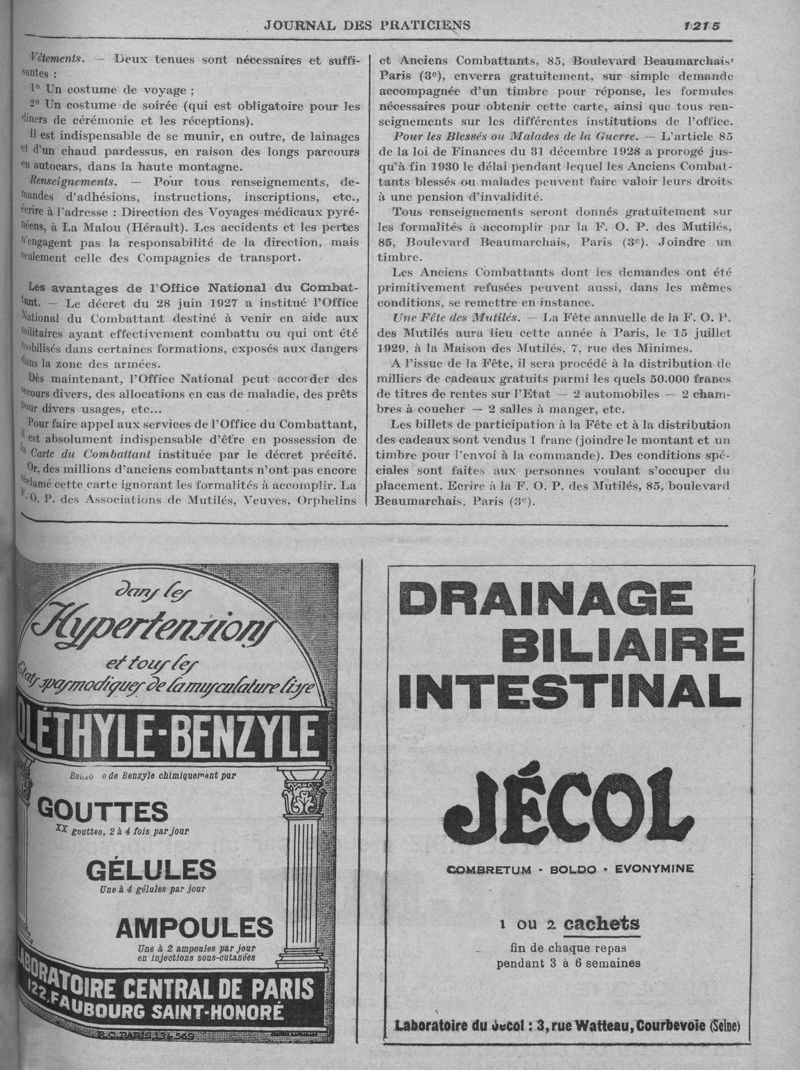 JOURNAL DES PRATICIENS
1215
Vêtements. — Deux tenues sont nécessaires et suffi-
santes :
1° Un costume de voyage ;
2° Un costume de soirée (qui est obligatoire pour les
dîners de cérémonie et les réceptions).
Il est indispensable de se munir, en outre, de lainages
et d'un chaud pardessus, en raison des longs parcours
en autocars, dans la haute montagne.
Renseignements. — Pour tous renseignements, de-
mandes d'adhésions, instructions, inscriptions, etc.,
écrire à l'adresse : Direction des Voyages médicaux pyré-
néens, à La Malou (Hérault). Les accidents et les pertes
n'engagent pas la responsabilité de la direction, mais
seulement celle des Compagnies de transport.
Les avantages de l'Office National du Combat-
tant. — Le décret du 28 juin 1927 a institué l'Office
National du Combattant destiné à venir en aide aux
militaires ayant effectivement combattu ou qui ont été
mobilisés dans certaines formations, exposés aux dangers
dans la zone des armées.
Dès maintenant, l'Office National peut accorder des
secours divers, des allocations en cas de maladie, des prêts
pour divers usages, etc...
Pour faire appel aux services de l'Office du Combattant,
il est absolument indispensable d'être en possession de
la Carte du Combattant instituée par le décret précité.
Or, des millions d'anciens combattants n'ont pas encore
réclamé cette carte ignorant les formalités à accomplir. La
F. O. P. des Associations de Mutilés, Veuves, Orphelins
et Anciens Combattants, 85, Boulevard Beaumarchais'
Paris (3e), enverra gratuitement, sur simple demande
accompagnée d'un timbre pour réponse, les formules
nécessaires pour obtenir cette carte, ainsi que tous ren-
seignements sur les différentes institutions de l'office.
Pour les Blessés ou Malades de la Guerre. — L'article 85
de la loi de Finances du 31 décembre 1928 a prorogé jus-
qu'à fin 1930 le délai pendant lequel les Anciens Combat-
tants blessés ou malades peuvent faire valoir leurs droits
à une pension d'invalidité.
Tous renseignements seront donnés gratuitement sur
les formalités à accomplir par la F. O. P. des Mutilés,
85, Boulevard Beaumarchais, Paris (3e). Joindre un
timbre.
Les Anciens Combattants dont les demandes ont été
primitivement refusées peuvent aussi, dans les mêmes
conditions, se remettre en instance.
Une Fête des Mutilés. — La Fête annuelle de la F. O. P.
des Mutilés aura lieu cette année à Paris, le 15 juillet
1929, à la Maison des Mutilés, 7, rue des Minimes.
A l'issue de la Fête, il sera procédé à la distribution de
milliers de cadeaux gratuits parmi les quels 50.000 francs
de titres de rentes sur l'Etat — 2 automobiles — 2 cham-
bres à coucher — 2 salles à manger, etc.
Les billets de participation à la Fête et à la distribution
des cadeaux sont vendus 1 franc (joindre le montant et un
timbre pour l'envoi à la commande). Des conditions spé-
ciales sont faites aux personnes voulant s'occuper du
placement. Ecrire à la F. O. P. des Mutilés, 85, boulevard
Beaumarchais, Paris (3e).
dans les
Hypertensions
et tous les
états spasmodiques de la musculature lisse
OLÉTHYLE-BENZYLE
de Benzyle chimiquement pur
GOUTTES
XX gouttes, 2 à 4 fois par jour
GÉLULES
Une à 4 gélules par jour
AMPOULES
Une à 2 ampoules par jour
en injections sous-cutanées
LABORATOIRE CENTRAL DE PARIS
122, FAUBOURG SAINT-HONORÉ
R.C. PARIS 174.569
DRAINAGE
BILIAIRE
INTESTINAL
JÉCOL
COMBRETUM - BOLDO - EVONYMINE
1 OU 2 cachets
fin de chaque repas
pendant 3 à 6 semaines
Laboratoire du Jécol : 3, rue Watteau, Courbevoie (Seine)